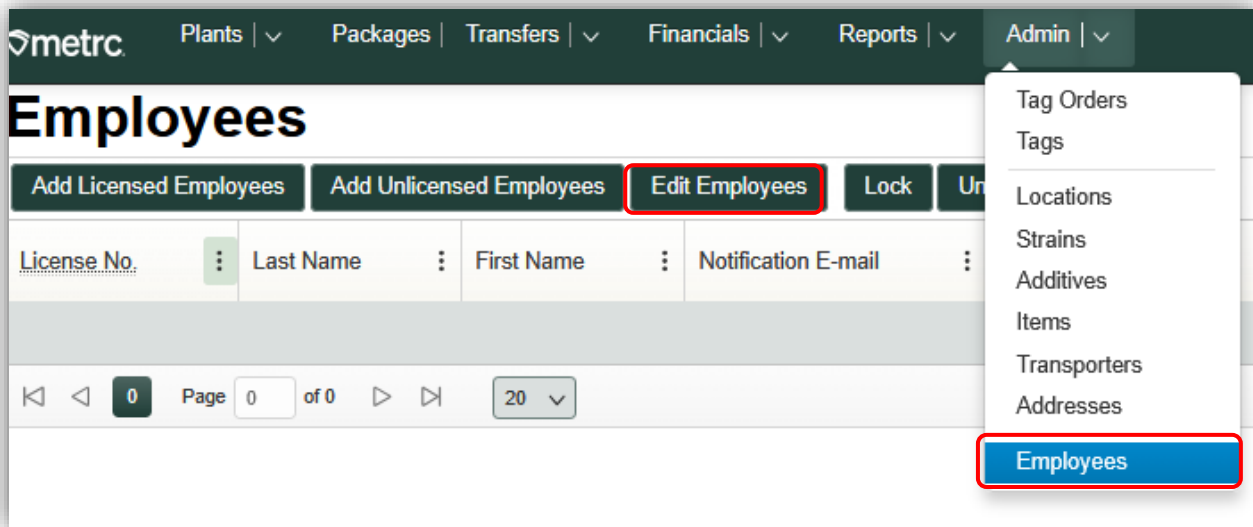 metrc. Plants Packages Transfers Financials Reports Admin
Tag Orders
Tags
Employees
Add Licensed Employees Add Unlicensed Employees Edit Employees Lock Un
Locations
Strains
License No. Last Name First Name Notification E-mail
Additives
Items
Transporters
0 Page 0 of 0 20
Addresses
Employees